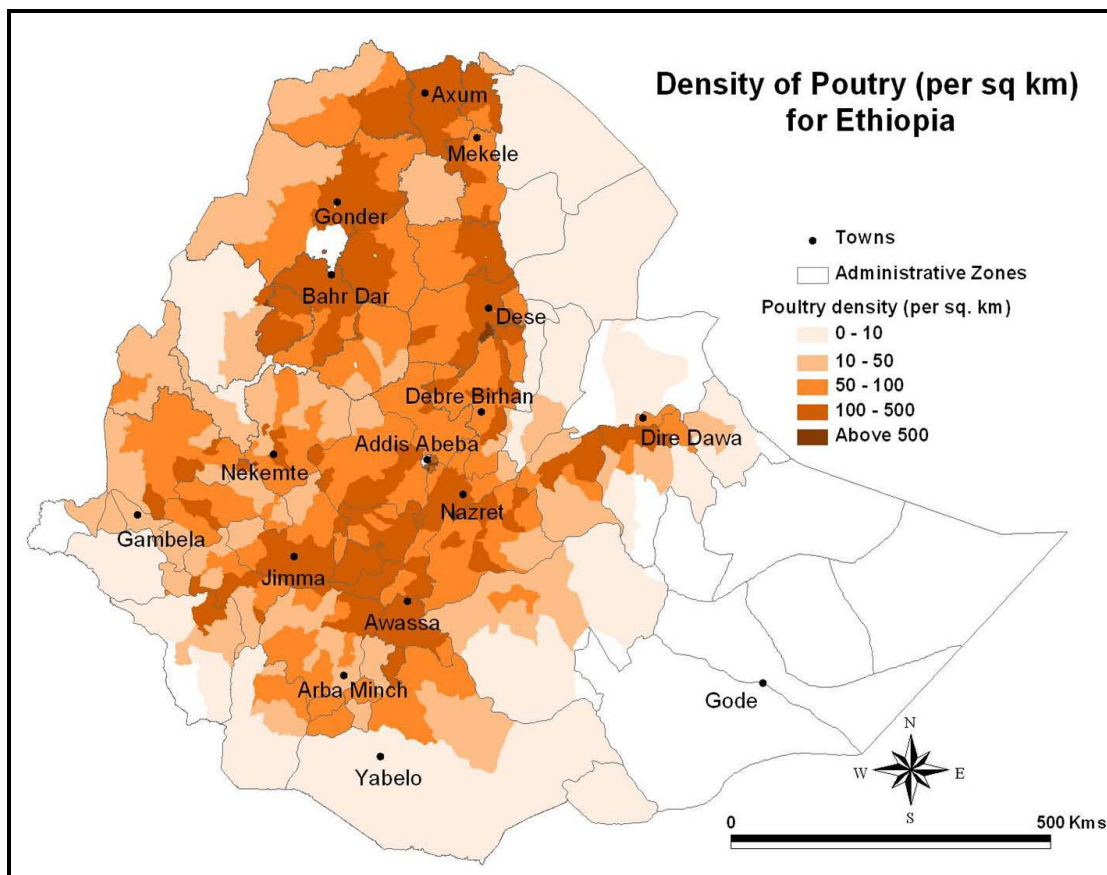 Density of Poutry (per sq km)
for Ethiopia
Axum
Mekele
Gonder
Towns
Administrative Zones
Bahr Dar
Dese
Poultry density (per sq. km)
0 - 10
10 - 50
50 - 100
100 - 500
Above 500
Debre Birhan
Dire Dawa
Addis Abeba
Nekemte
Nazret
Gambela
Jimma
Awassa
Arba Minch
Gode
Yabelo
N
W E
S
0 500 Kms